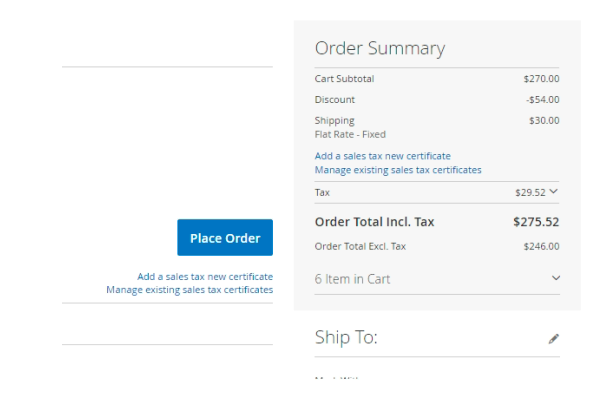 Order Summary
Cart Subtotal $270.00
Discount -$54.00
Shipping $30.00
Flat Rate - Fixed
Add a sales tax new certificate
Manage existing sales tax certificates
Tax $29.52
Order Total Incl. Tax $275.52
Order Total Excl. Tax $246.00
6 Item in Cart
Place Order
Add a sales tax new certificate
Manage existing sales tax certificates
Ship To: